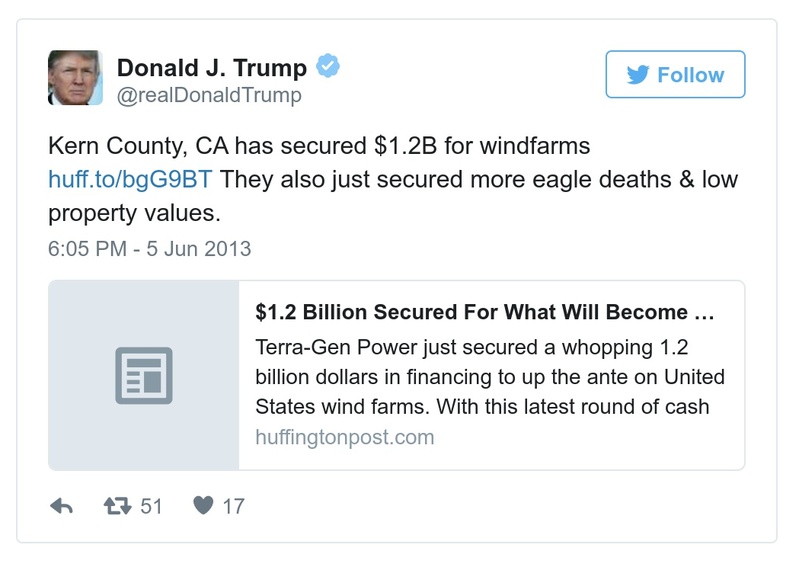 Donald J. Trump
@realDonaldTrump
Follow
Kern County, CA has secured $1.2B for windfarms
huff.to/bgG9BT They also just secured more eagle deaths & low
property values.
6:05 PM - 5 Jun 2013
$1.2 Billion Secured For What Will Become ...
Terra-Gen Power just secured a whopping 1.2
billion dollars in financing to up the ante on United
States wind farms. With this latest round of cash
huffingtonpost.com
51
17